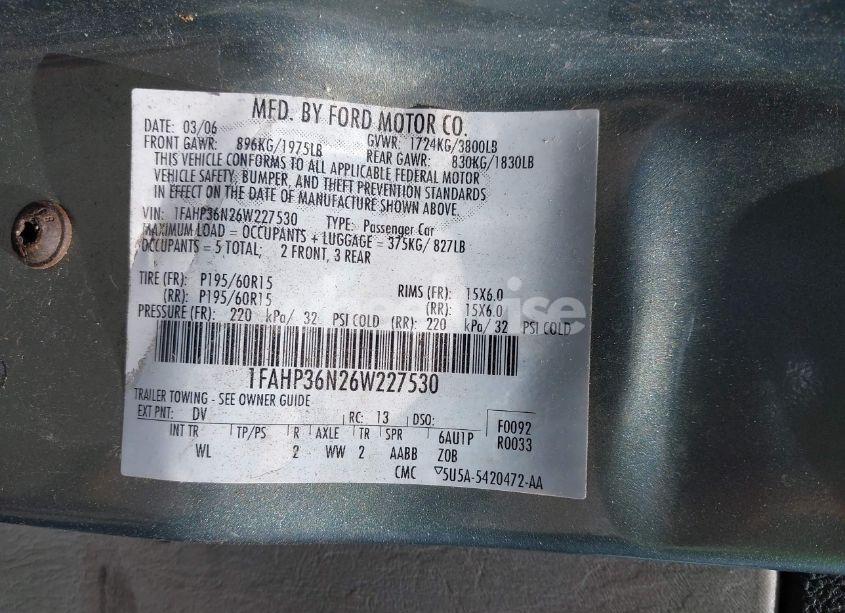 MFD. BY FORD MOTOR CO.
DATE: 03/06 GVWR: 1724KG/3800LB
FRONT GAWR: 896KG/1975LB REAR GAWR: 830KG/1830LB
THIS VEHICLE CONFORMS TO ALL APPLICABLE FEDERAL MOTOR
VEHICLE SAFETY, BUMPER, AND THEFT PREVENTION STANDARDS
IN EFFECT ON THE DATE OF MANUFACTURE SHOWN ABOVE.
VIN: 1FAHP36N26W227530 TYPE: Passenger Car
MAXIMUM LOAD = OCCUPANTS + LUGGAGE = 375KG/ 827LB
OCCUPANTS = 5 TOTAL; 2 FRONT, 3 REAR
TIRE (FR): P195/60R15 RIMS (FR): 15X6.0
(RR): P195/60R15 (RR): 15X6.0
PRESSURE (FR): 220 kPa/ 32 PSI COLD (RR): 220 kPa/ 32 PSI COLD
1FAHP36N26W227530
TRAILER TOWING - SEE OWNER GUIDE
EXT PNT: DV RC: 13 DSO: F0092
INT TR TP/PS R AXLE TR SPR 6AU1P R0033
WL 2 WW 2 AABB ZOB
CMC 5U5A-5420472-AA